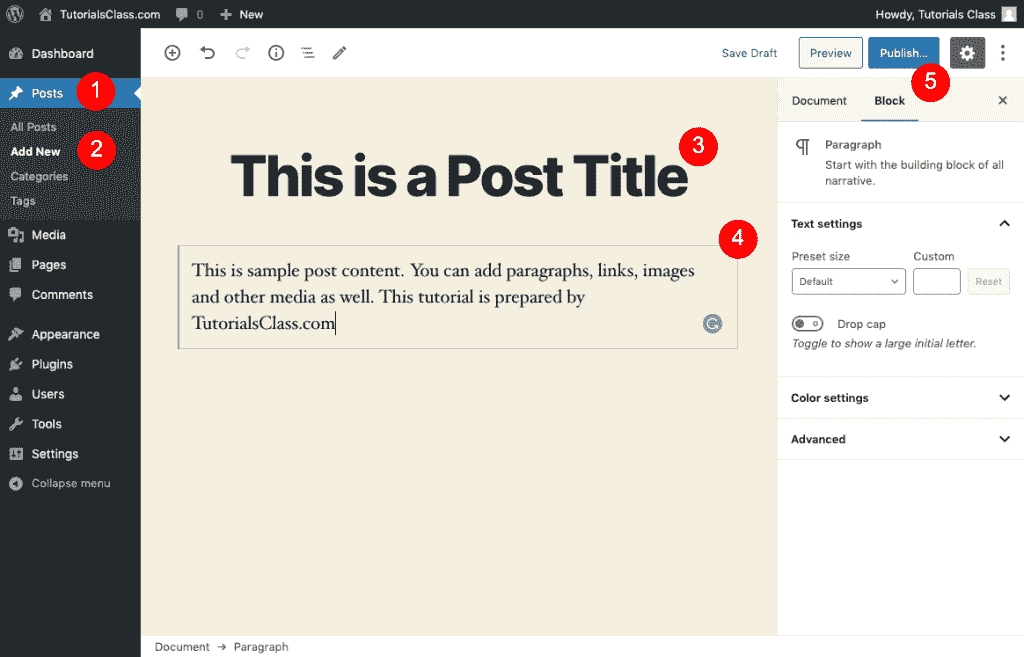 TutorialsClass.com 0 New Howdy, Tutorials Class
Dashboard
Posts 1
All Posts
Add New 2
Categories
Tags
Media
Pages
Comments
Appearance
Plugins
Users
Tools
Settings
Collapse menu
Save Draft Preview Publish...
5
3
This is a Post Title
4
This is sample post content. You can add paragraphs, links, images
and other media as well. This tutorial is prepared by
TutorialsClass.com
Document Block
Paragraph
Start with the building block of all
narrative.
Text settings
Preset size Custom
Default Reset
Drop cap
Toggle to show a large initial letter.
Color settings
Advanced
Document → Paragraph